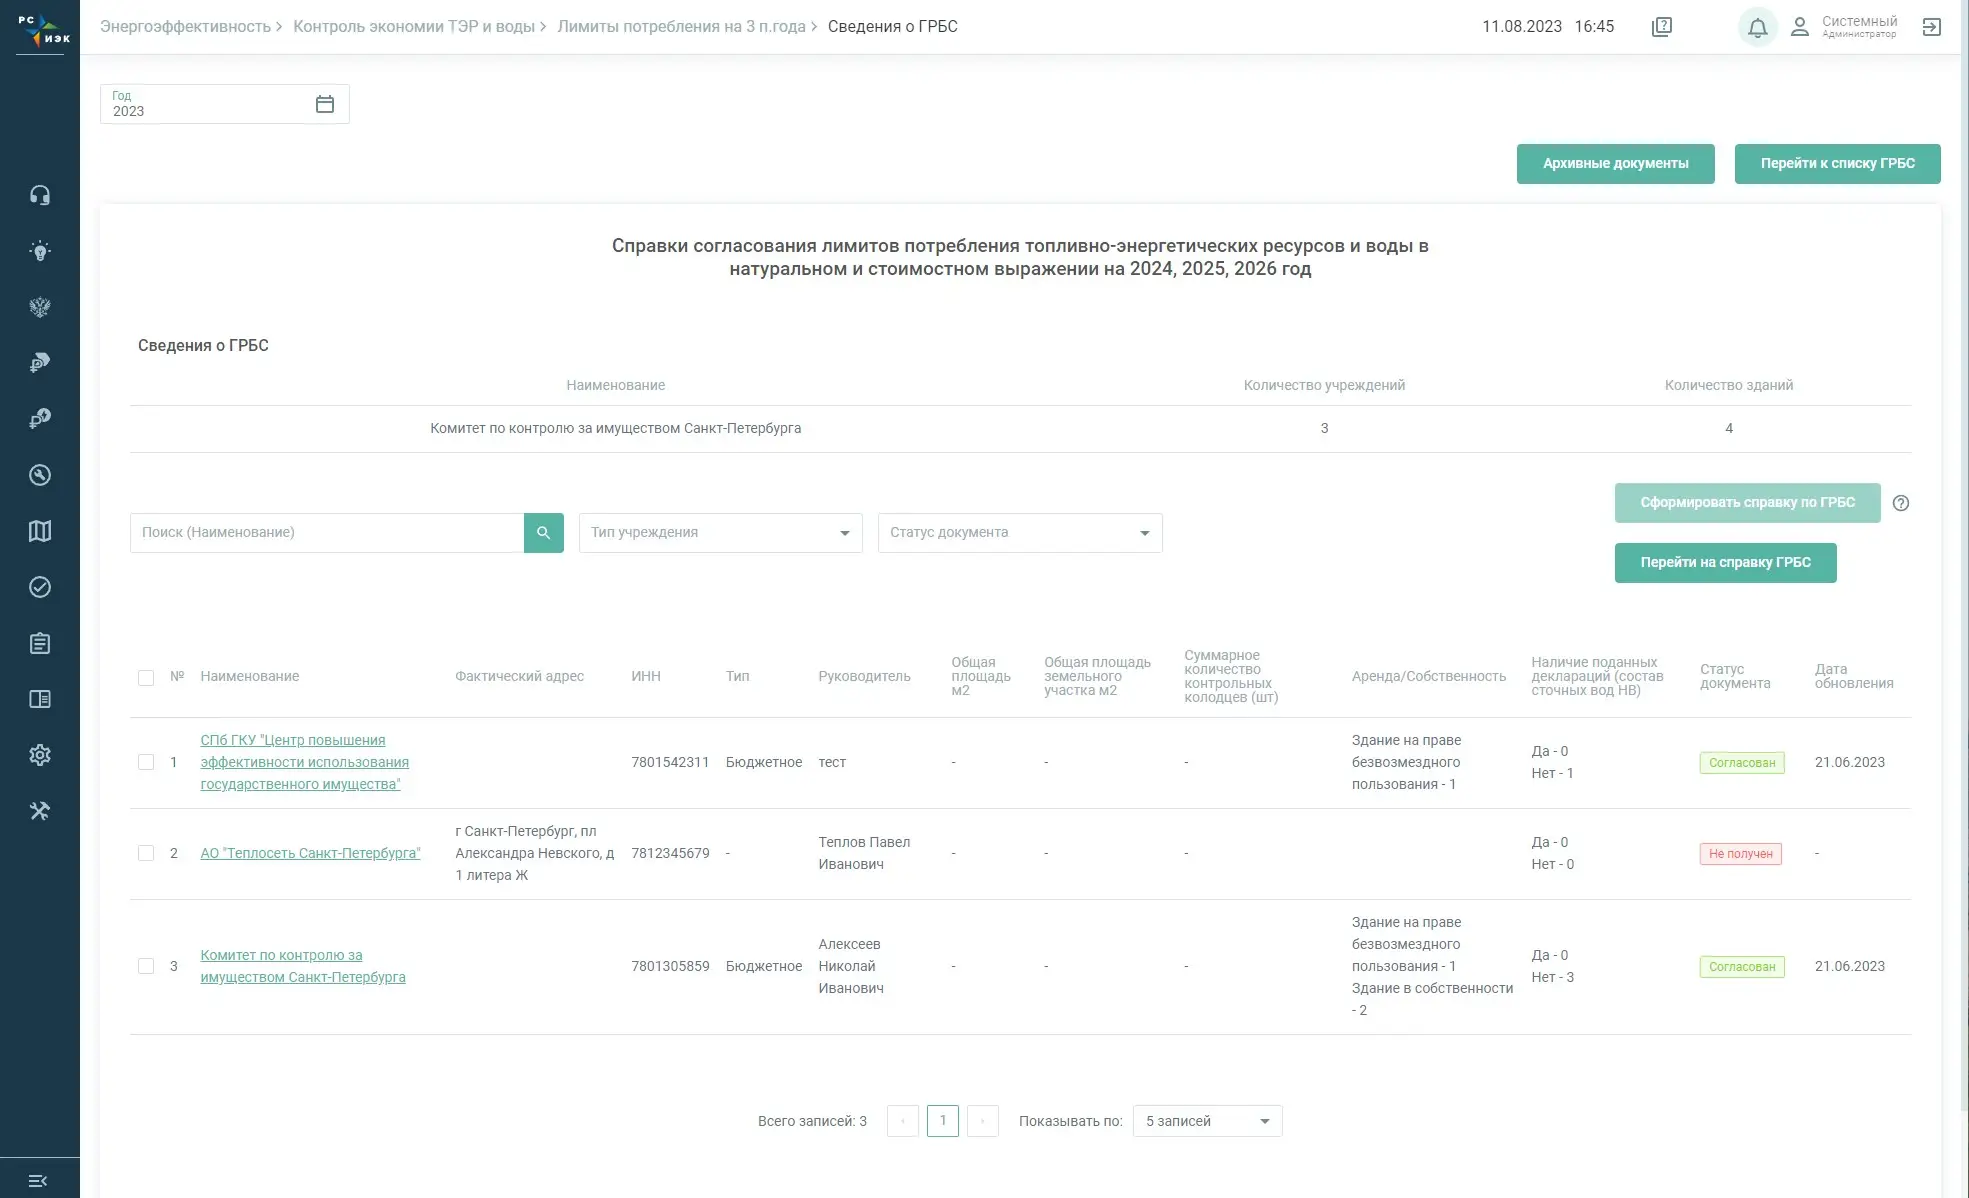 РС
ИЭК
Энергоэффективность > Контроль экономии ТЭР и воды > Лимиты потребления на 3 п.года > Сведения о ГРБС
11.08.2023 16:45
Системный
Администратор
Год
2023
Архивные документы
Перейти к списку ГРБС
Справки согласования лимитов потребления топливно-энергетических ресурсов и воды в
натуральном и стоимостном выражении на 2024, 2025, 2026 год
Сведения о ГРБС
Наименование Количество учреждений Количество зданий
Комитет по контролю за имуществом Санкт-Петербурга 3 4
Сформировать справку по ГРБС
Поиск (Наименование)
Тип учреждения
Статус документа
Перейти на справку ГРБС
№
Наименование
Фактический адрес
ИНН
Тип
Руководитель
Общая
площадь
м2
Общая площадь
земельного
участка м2
Суммарное
количество
контрольных
колодцев (шт)
Аренда/Собственность
Наличие поданных
деклараций (состав
сточных вод НВ)
Статус
документа
Дата
обновления
1
СПб ГКУ "Центр повышения
эффективности использования
государственного имущества"
7801542311
Бюджетное
тест
-
-
-
Здание на праве
безвозмездного
пользования - 1
Да - 0
Нет - 1
Согласован
21.06.2023
2
АО "Теплосеть Санкт-Петербурга"
г Санкт-Петербург, пл
Александра Невского, д
1 литера Ж
7812345679
-
Теплов Павел
Иванович
-
-
-
Да - 0
Нет - 0
Не получен
-
3
Комитет по контролю за
имуществом Санкт-Петербурга
7801305859
Бюджетное
Алексеев
Николай
Иванович
-
-
-
Здание на праве
безвозмездного
пользования - 1
Здание в собственности
- 2
Да - 0
Нет - 3
Согласован
21.06.2023
Всего записей: 3
1
Показывать по:
5 записей